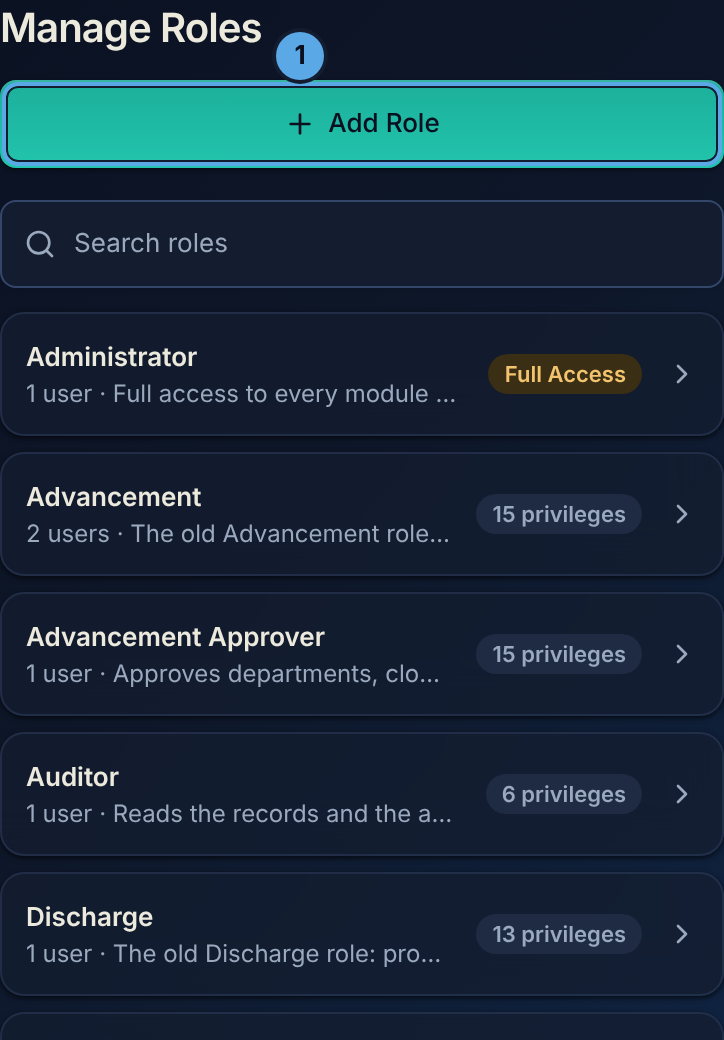 Manage Roles
1
+ Add Role
Search roles
Administrator
1 user · Full access to every module ...
Full Access
Advancement
2 users · The old Advancement role...
15 privileges
Advancement Approver
1 user · Approves departments, clo...
15 privileges
Auditor
1 user · Reads the records and the a...
6 privileges
Discharge
1 user · The old Discharge role: pro...
13 privileges